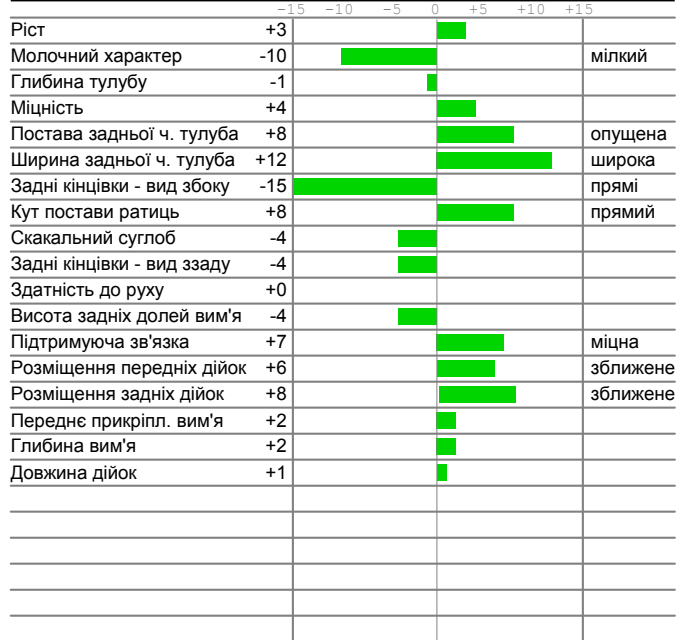 -15 -10 -5 0 +5 +10 +15
Ріст +3
Молочний характер -10 мілкий
Глибина тулубу -1
Міцність +4
Постава задньої ч. тулуба +8 опущена
Ширина задньої ч. тулуба +12 широка
Задні кінцівки - вид збоку -15 прямі
Кут постави ратиць +8 прямий
Скакальний суглоб -4
Задні кінцівки - вид ззаду -4
Здатність до руху +0
Висота задніх долей вим'я -4
Підтримуюча зв'язка +7 міцна
Розміщення передніх дійок +6 зближене
Розміщення задніх дійок +8 зближене
Переднє прикріпл. вим'я +2
Глибина вим'я +2
Довжина дійок +1